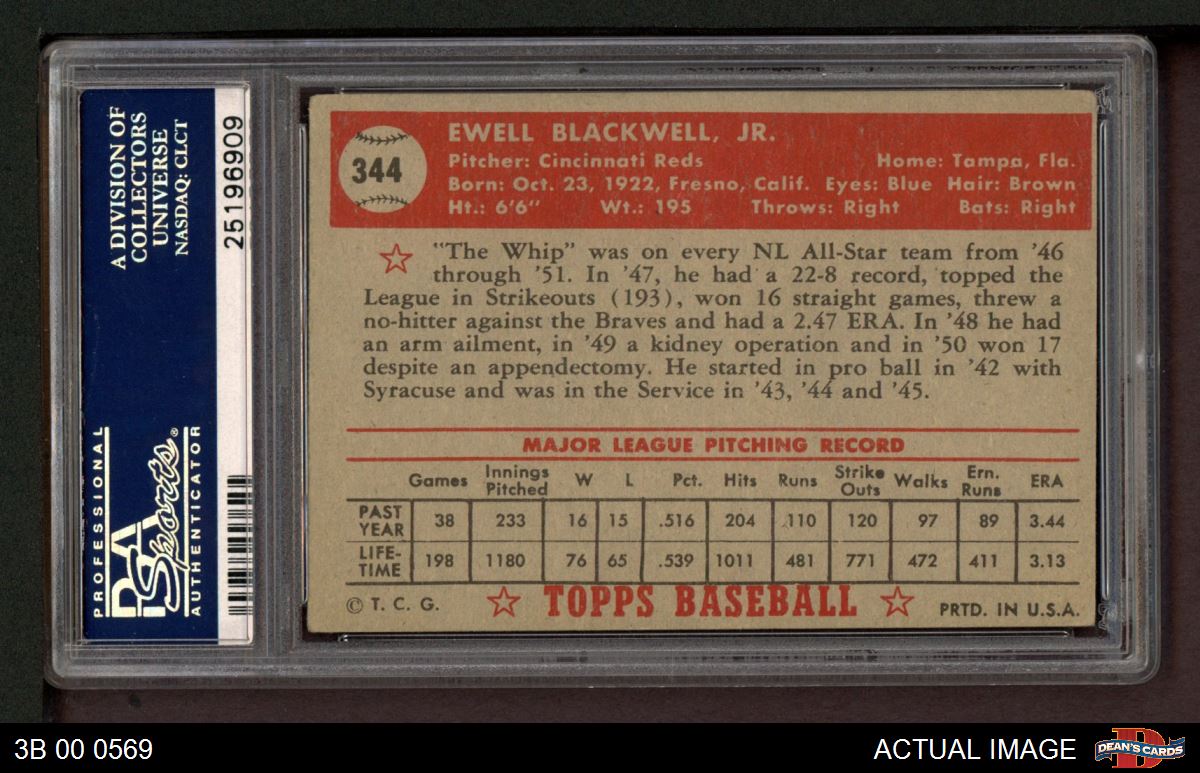 A DIVISION OF
COLLECTORS
UNIVERSE
NASDAQ: CLCT
25196909
PROFESSIONAL
PSA
Sports®
AUTHENTICATOR
344
EWELL BLACKWELL, JR.
Pitcher: Cincinnati Reds Home: Tampa, Fla.
Born: Oct. 23, 1922, Fresno, Calif. Eyes: Blue Hair: Brown
Ht.: 6'6" Wt.: 195 Throws: Right Bats: Right
"The Whip" was on every NL All-Star team from '46
through '51. In '47, he had a 22-8 record, topped the
League in Strikeouts (193), won 16 straight games, threw a
no-hitter against the Braves and had a 2.47 ERA. In '48 he had
an arm ailment, in '49 a kidney operation and in '50 won 17
despite an appendectomy. He started in pro ball in '42 with
Syracuse and was in the Service in '43, '44 and '45.
MAJOR LEAGUE PITCHING RECORD
Games Innings Pitched W L Pct. Hits Runs Strike Outs Walks Ern. Runs ERA
PAST YEAR 38 233 16 15 .516 204 110 120 97 89 3.44
LIFE-TIME 198 1180 76 65 .539 1011 481 771 472 411 3.13
© T. C. G. TOPPS BASEBALL PRTD. IN U.S.A.
3B 00 0569
ACTUAL IMAGE
DEAN'S CARDS